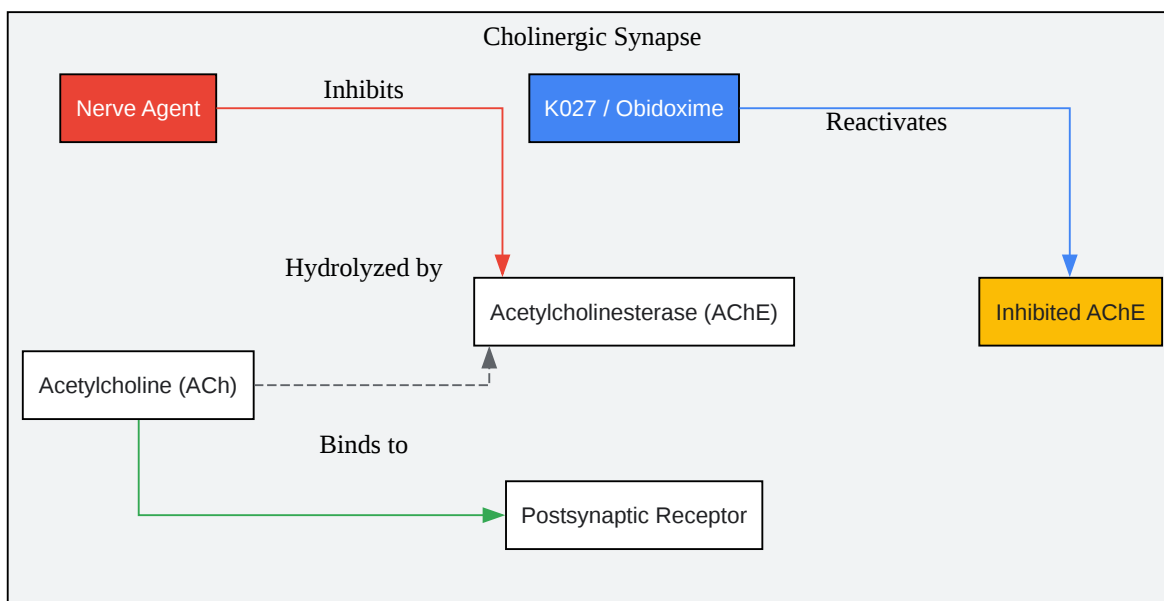 Cholinergic Synapse
Nerve Agent
Inhibits
K027 / Obidoxime
Reactivates
Hydrolyzed by
Acetylcholinesterase (AChE)
Inhibited AChE
Acetylcholine (ACh)
Binds to
Postsynaptic Receptor